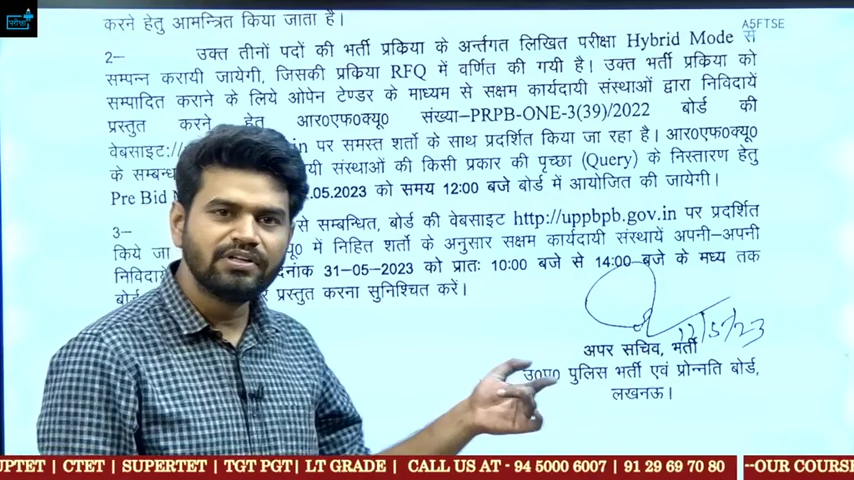 परीक्षा
करने हेतु आमन्त्रित किया जाता है।
A5FTSE
2— उक्त तीनों पदों की भर्ती प्रक्रिया के अर्न्तगत लिखित परीक्षा Hybrid Mode से
सम्पन्न करायी जायेगी, जिसकी प्रक्रिया RFQ में वर्णित की गयी है। उक्त भर्ती प्रक्रिया को
सम्पादित कराने के लिये ओपेन टेण्डर के माध्यम से सक्षम कार्यदायी संस्थाओं द्वारा निविदायें
प्रस्तुत करने हेतु आर0एफ0क्यू0 संख्या—PRPB-ONE-3(39)/2022 बोर्ड की
वेबसाइट:// in पर समस्त शर्तो के साथ प्रदर्शित किया जा रहा है। आर0एफ0क्यू0
के सम्बन्ध यी संस्थाओं की किसी प्रकार की पृच्छा (Query) के निस्तारण हेतु
Pre Bid .05.2023 को समय 12:00 बजे बोर्ड में आयोजित की जायेगी।
3— से सम्बन्धित, बोर्ड की वेबसाइट http://uppbpb.gov.in पर प्रदर्शित
किये जा यू0 में निहित शर्तो के अनुसार सक्षम कार्यदायी संस्थायें अपनी—अपनी
निविदायें दिनांक 31-05-2023 को प्रातः 10:00 बजे से 14:00 बजे के मध्य तक
बोर्ड प्रस्तुत करना सुनिश्चित करें।
12/5/23
अपर सचिव, भर्ती
उ0प्र0 पुलिस भर्ती एवं प्रोन्नति बोर्ड,
लखनऊ।
UPTET | CTET | SUPERTET | TGT PGT| LT GRADE | CALL US AT - 94 5000 6007 | 91 29 69 70 80 --OUR COURSE